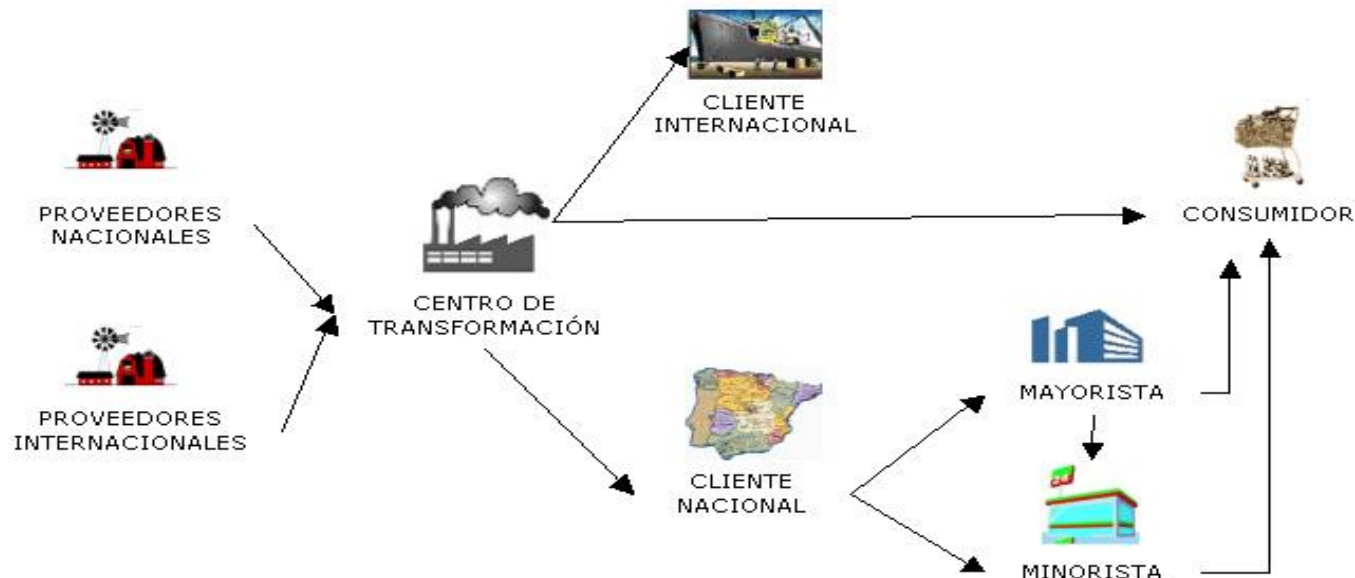 CLIENTE
INTERNACIONAL
PROVEEDORES
NACIONALES
CONSUMIDOR
CENTRO DE
TRANSFORMACIÓN
PROVEEDORES
INTERNACIONALES
MAYORISTA
CLIENTE
NACIONAL
MINORISTA